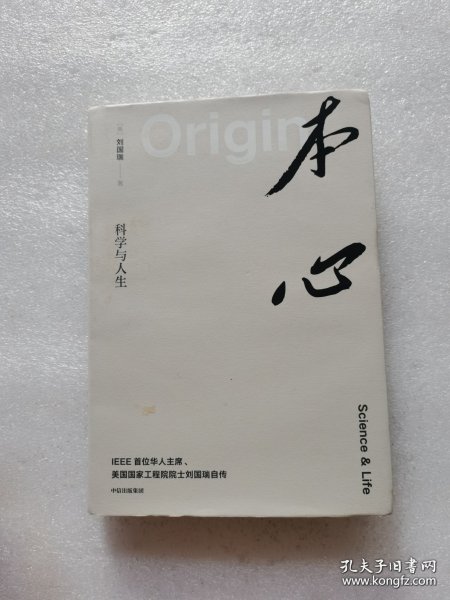 Origin
本心
[美] 刘国瑞——著
科学与人生
Science & Life
IEEE 首位华人主席、
美国国家工程院院士刘国瑞自传
中信出版集团
孔夫子旧书网
www.kongfz.com